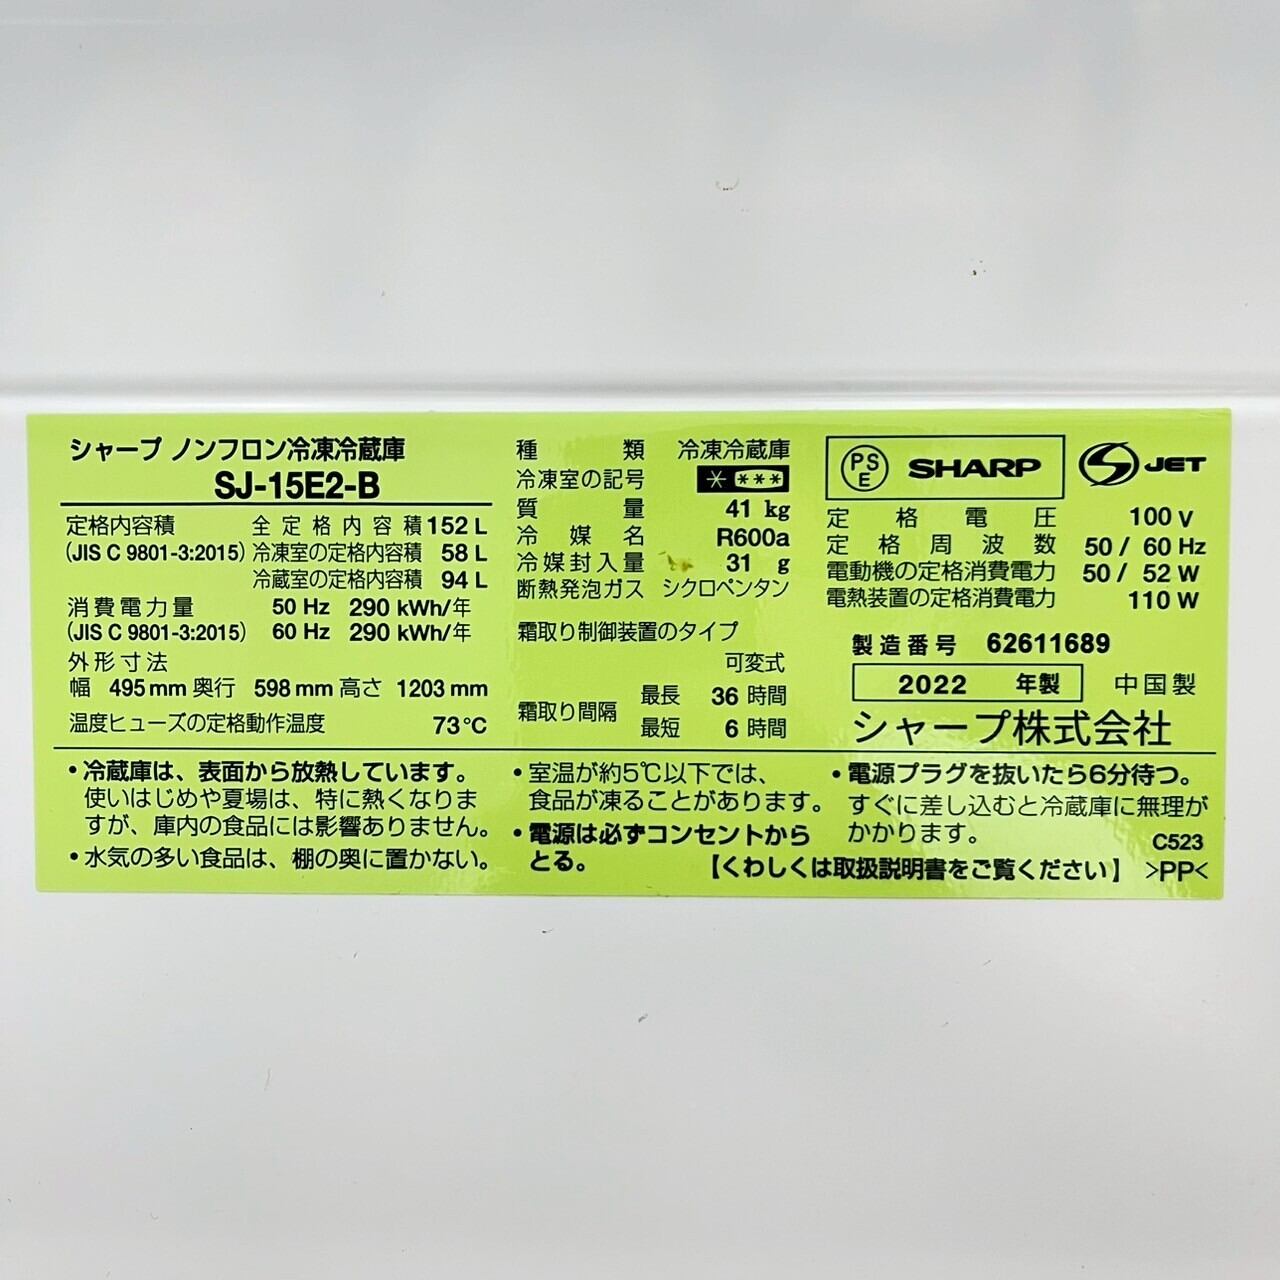 シャープ ノンフロン冷凍冷蔵庫
SJ-15E2-B
定格内容積 全定格内容積 152 L
(JIS C 9801-3:2015) 冷凍室の定格内容積 58 L
冷蔵室の定格内容積 94 L
消費電力量 50 Hz 290 kWh/年
(JIS C 9801-3:2015) 60 Hz 290 kWh/年
外形寸法
幅 495 mm 奥行 598 mm 高さ 1203 mm
温度ヒューズの定格動作温度 73℃
種類 冷凍冷蔵庫
冷凍室の記号 * ***
質量 41 kg
冷媒名 R600a
冷媒封入量 31 g
断熱発泡ガス シクロペンタン
霜取り制御装置のタイプ
可変式
霜取り間隔 最長 36 時間
最短 6 時間
PSE SHARP JET
定格電圧 100 V
定格周波数 50 / 60 Hz
電動機の定格消費電力 50 / 52 W
電熱装置の定格消費電力 110 W
製造番号 62611689
2022 年製 中国製
シャープ株式会社
・冷蔵庫は、表面から放熱しています。
使いはじめや夏場は、特に熱くなりま
すが、庫内の食品には影響ありません。
・水気の多い食品は、棚の奥に置かない。
・室温が約5℃以下では、
食品が凍ることがあります。
・電源は必ずコンセントから
とる。
・電源プラグを抜いたら6分待つ。
すぐに差し込むと冷蔵庫に無理が
かかります。
C523
【くわしくは取扱説明書をご覧ください】 >PP<